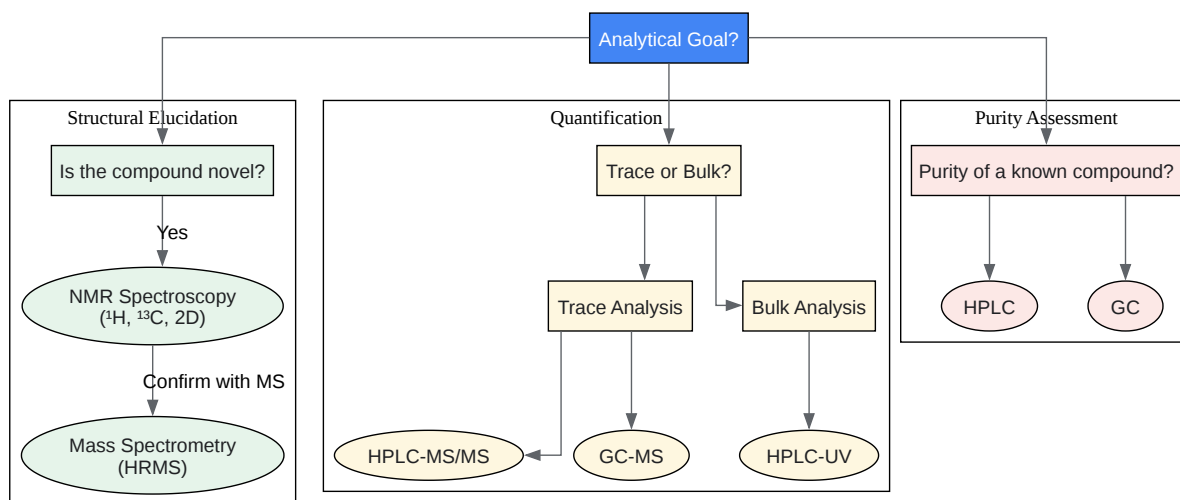 Analytical Goal?
Structural Elucidation
Is the compound novel?
Yes
NMR Spectroscopy
(¹H, ¹³C, 2D)
Confirm with MS
Mass Spectrometry
(HRMS)
Quantification
Trace or Bulk?
Trace Analysis
Bulk Analysis
HPLC-MS/MS
GC-MS
HPLC-UV
Purity Assessment
Purity of a known compound?
HPLC
GC